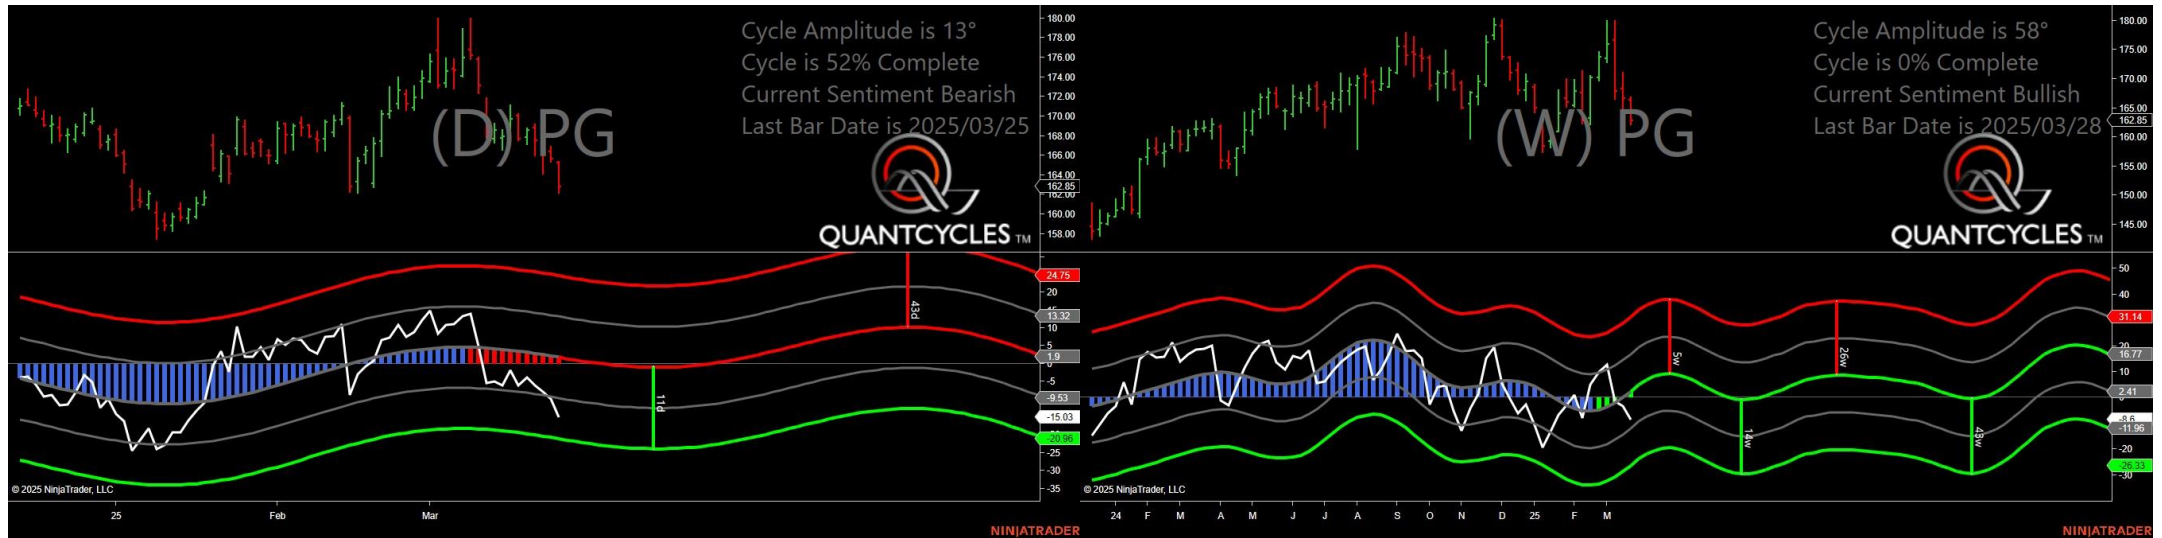 Cycle Amplitude is 13°
Cycle is 52% Complete
Current Sentiment Bearish
Last Bar Date is 2025/03/25
(D) PG
QUANTCYCLES TM
180.00
178.00
176.00
174.00
172.00
170.00
168.00
166.00
164.00
162.85
162.00
160.00
158.00
24.75
20
13.32
10
5
1.9
0
-5
-9.53
-15.03
-20.96
-25
-30
-35
43d
11d
© 2025 NinjaTrader, LLC
25
Feb
Mar
NINJATRADER
Cycle Amplitude is 58°
Cycle is 0% Complete
Current Sentiment Bullish
Last Bar Date is 2025/03/28
(W) PG
QUANTCYCLES TM
180.00
175.00
170.00
165.00
162.85
160.00
155.00
150.00
145.00
50
40
31.14
20
16.77
10
2.41
-8.6
-11.96
-20
-26.33
-30
5w
26w
14w
43w
© 2025 NinjaTrader, LLC
24 F M A M J J A S O N D 25 F M
NINJATRADER